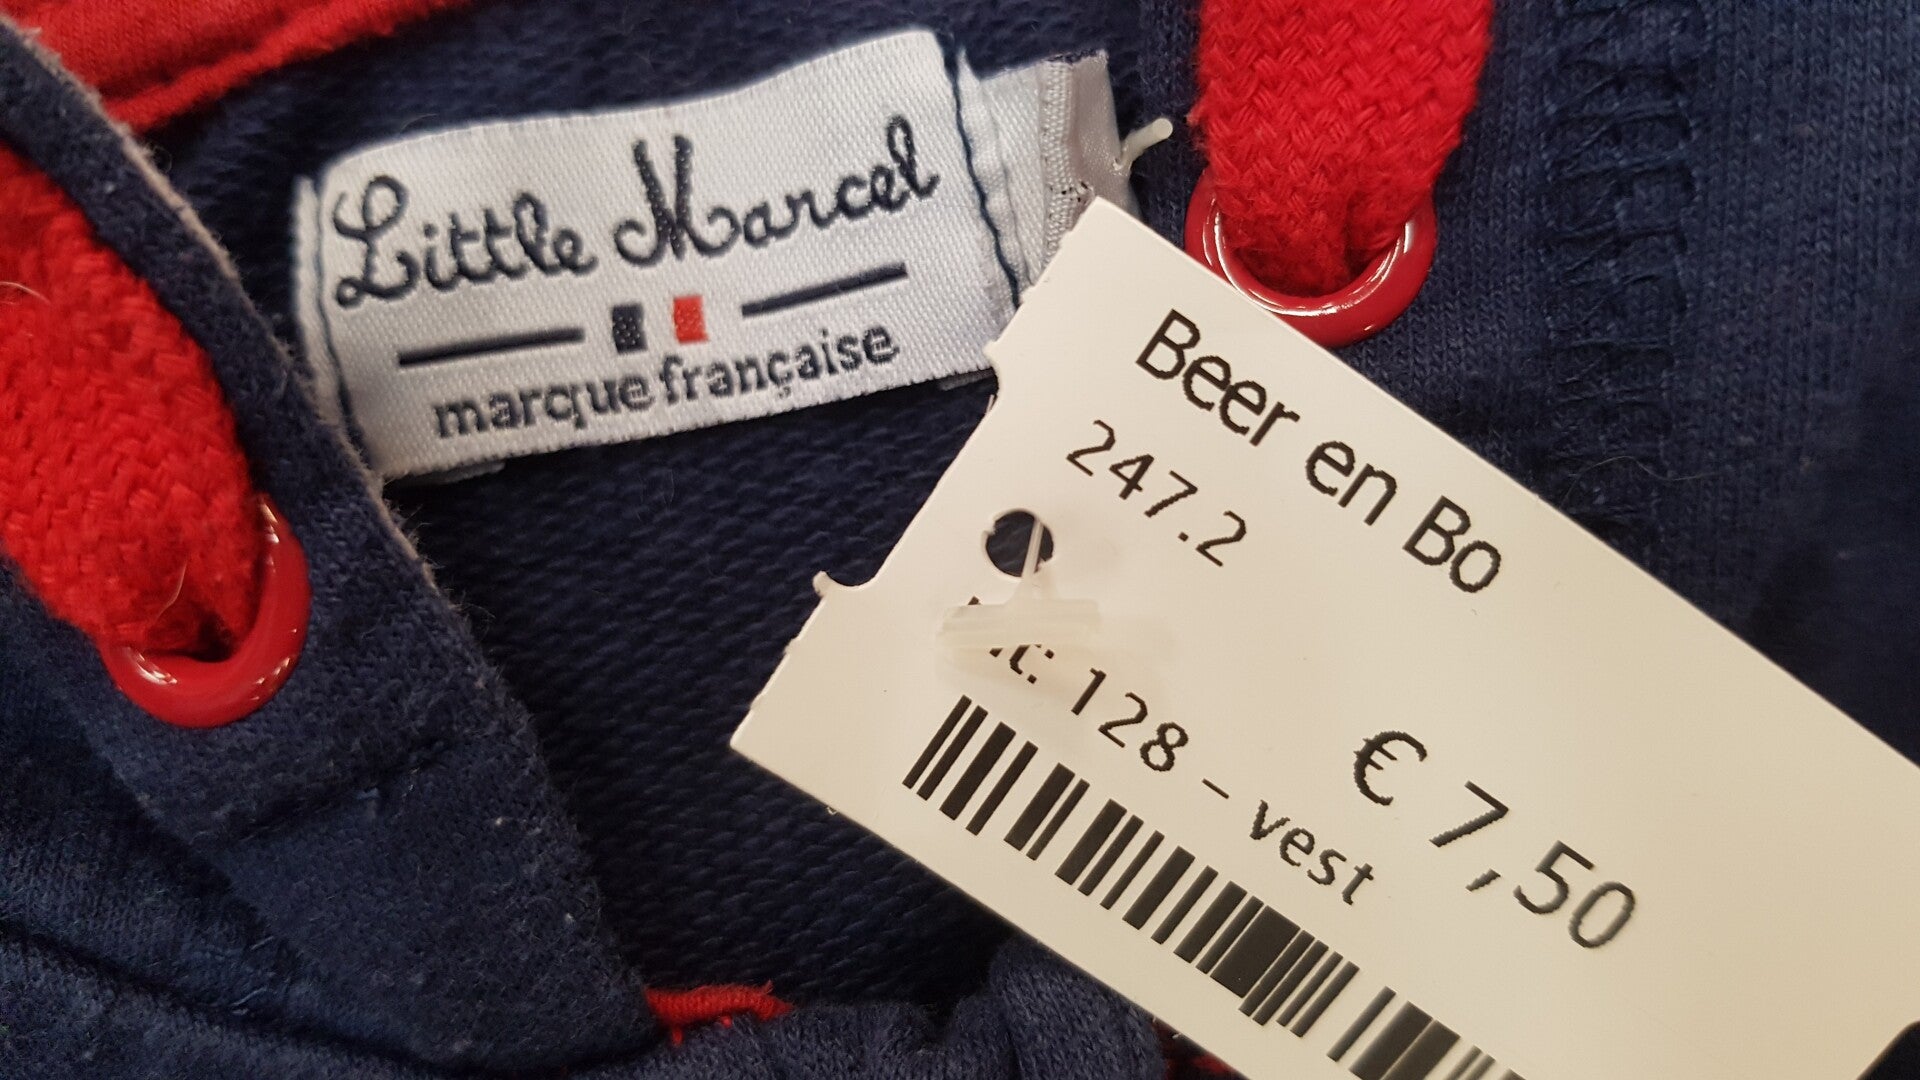 Little Marcel
marque française
Beer en Bo
247.2
128 - vest
€ 7,50